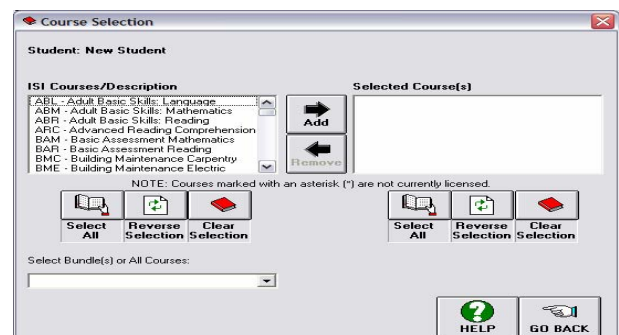 Course Selection
Student: New Student
ISI Courses/Description
Selected Course(s)
ABL - Adult Basic Skills: Language
ABM - Adult Basic Skills: Mathematics
ABR - Adult Basic Skills: Reading
ARC - Advanced Reading Comprehension
BAM - Basic Assessment Mathematics
BAR - Basic Assessment Reading
BMC - Building Maintenance Carpentry
BME - Building Maintenance Electric
Add
Remove
NOTE: Courses marked with an asterisk (*) are not currently licensed.
Select All
Reverse Selection
Clear Selection
Select All
Reverse Selection
Clear Selection
Select Bundle(s) or All Courses:
HELP
GO BACK